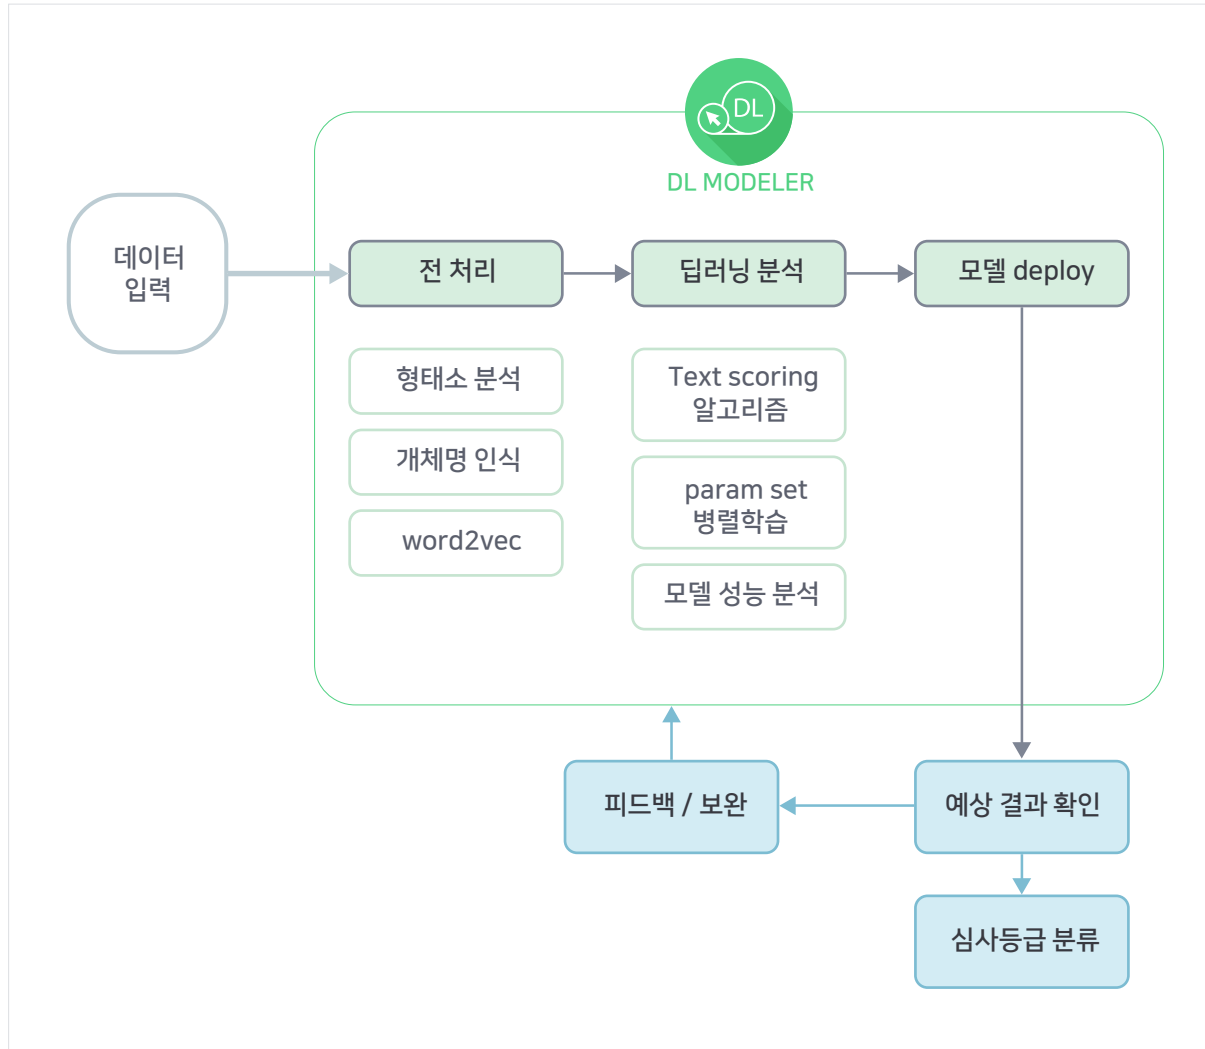 DL
DL MODELER
데이터
입력
전 처리
딥러닝 분석
모델 deploy
형태소 분석
개체명 인식
word2vec
Text scoring
알고리즘
param set
병렬학습
모델 성능 분석
피드백 / 보완
예상 결과 확인
심사등급 분류